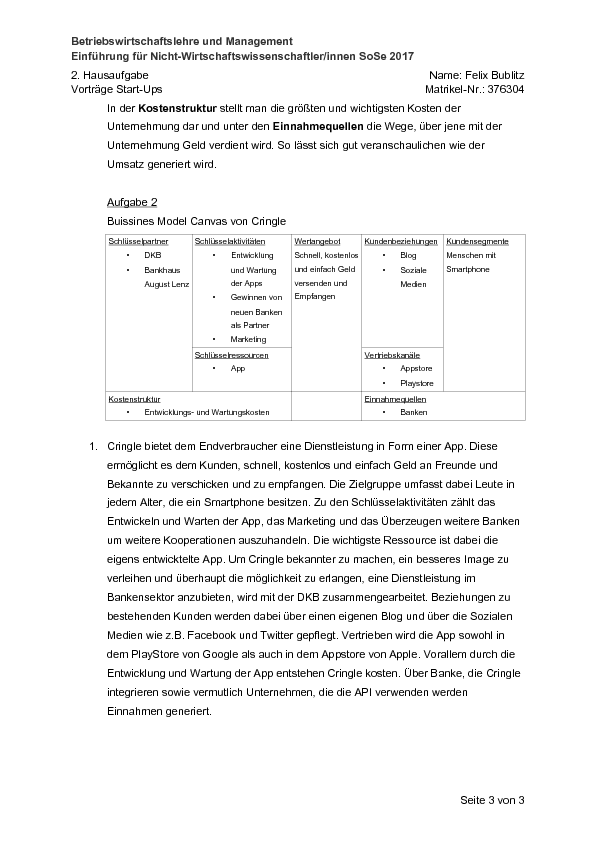 Betriebswirtschaftslehre und Management
Einführung für Nicht-Wirtschaftswissenschaftler/innen SoSe 2017
2. Hausaufgabe Name: Felix Bublitz
Vorträge Start-Ups Matrikel-Nr.: 376304
In der Kostenstruktur stellt man die größten und wichtigsten Kosten der
Unternehmung dar und unter den Einnahmequellen die Wege, über jene mit der
Unternehmung Geld verdient wird. So lässt sich gut veranschaulichen wie der
Umsatz generiert wird.
Aufgabe 2
Buissines Model Canvas von Cringle
Schlüsselpartner
• DKB
• Bankhaus
August Lenz
Schlüsselaktivitäten
• Entwicklung
und Wartung
der Apps
• Gewinnen von
neuen Banken
als Partner
• Marketing
Schlüsselressourcen
• App
Wertangebot
Schnell, kostenlos
und einfach Geld
versenden und
Empfangen
Kundenbeziehungen
• Blog
• Soziale
Medien
Vertriebskanäle
• Appstore
• Playstore
Kundensegmente
Menschen mit
Smartphone
Kostenstruktur
• Entwicklungs- und Wartungskosten
Einnahmequellen
• Banken
1. Cringle bietet dem Endverbraucher eine Dienstleistung in Form einer App. Diese
ermöglicht es dem Kunden, schnell, kostenlos und einfach Geld an Freunde und
Bekannte zu verschicken und zu empfangen. Die Zielgruppe umfasst dabei Leute in
jedem Alter, die ein Smartphone besitzen. Zu den Schlüsselaktivitäten zählt das
Entwickeln und Warten der App, das Marketing und das Überzeugen weitere Banken
um weitere Kooperationen auszuhandeln. Die wichtigste Ressource ist dabei die
eigens entwicktelte App. Um Cringle bekannter zu machen, ein besseres Image zu
verleihen und überhaupt die möglichkeit zu erlangen, eine Dienstleistung im
Bankensektor anzubieten, wird mit der DKB zusammengearbeitet. Beziehungen zu
bestehenden Kunden werden dabei über einen eigenen Blog und über die Sozialen
Medien wie z.B. Facebook und Twitter gepflegt. Vertrieben wird die App sowohl in
dem PlayStore von Google als auch in dem Appstore von Apple. Vorallem durch die
Entwicklung und Wartung der App entstehen Cringle kosten. Über Banke, die Cringle
integrieren sowie vermutlich Unternehmen, die die API verwenden werden
Einnahmen generiert.
Seite 3 von 3